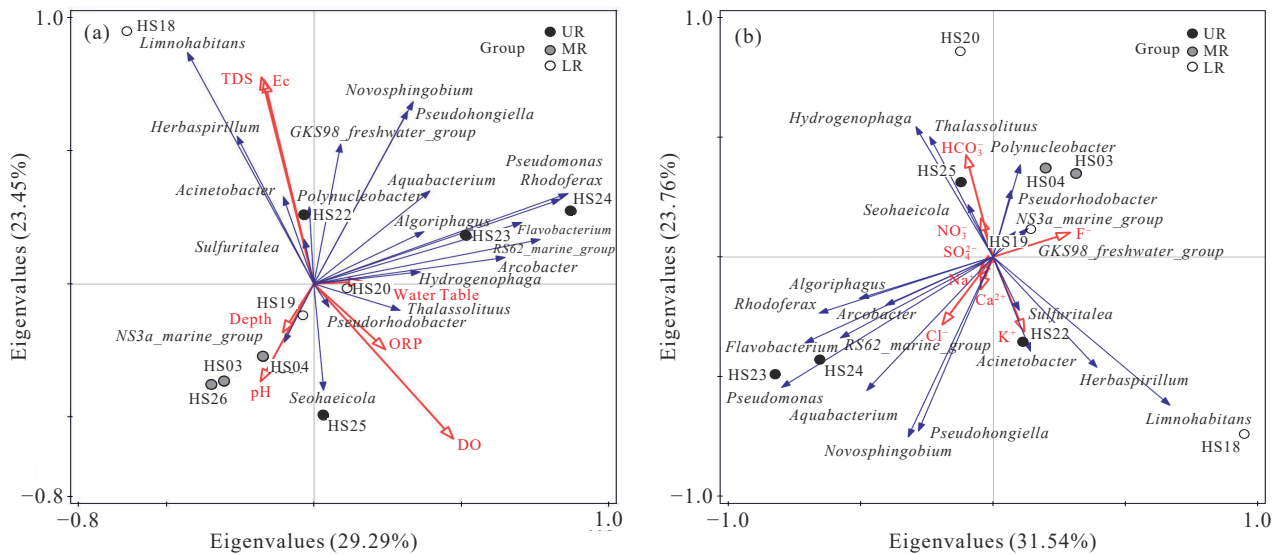 1.0
(a)
HS18
Limnohabitans
Group
UR
MR
LR
TDS
Ec
Novosphingobium
Pseudohongiella
Herbaspirillum
GKS98_freshwater_group
Pseudomonas
Rhodoferax
Acinetobacter
Polynucleobacter
Aquabacterium
HS24
HS22
Algoriphagus
Flavobacterium
HS23
RS62_marine_group
Sulfuritalea
Arcobacter
Hydrogenophaga
HS20
Water Table
HS19
Thalassolituus
Depth
Pseudorhodobacter
NS3a_marine_group
ORP
HS03
HS04
pH
HS26
Seohaeicola
HS25
DO
-0.8
-0.8
1.0
Eigenvalues (23.45%)
Eigenvalues (29.29%)
1.0
(b)
HS20
Group
UR
MR
LR
Hydrogenophaga
Thalassolituus
HCO₃⁻
Polynucleobacter
HS03
HS25
HS04
Pseudorhodobacter
Seohaeicola
NS3a_marine_group
NO₃⁻
F⁻
HS19
SO₄²⁻
GKS98_freshwater_group
Na⁺
Algoriphagus
Ca²⁺
Rhodoferax
Arcobacter
Sulfuritalea
Cl⁻
K⁺
HS22
Flavobacterium
RS62_marine_group
Acinetobacter
HS23
HS24
Herbaspirillum
Pseudomonas
Aquabacterium
Limnohabitans
Pseudohongiella
HS18
Novosphingobium
-1.0
-1.0
1.0
Eigenvalues (23.76%)
Eigenvalues (31.54%)